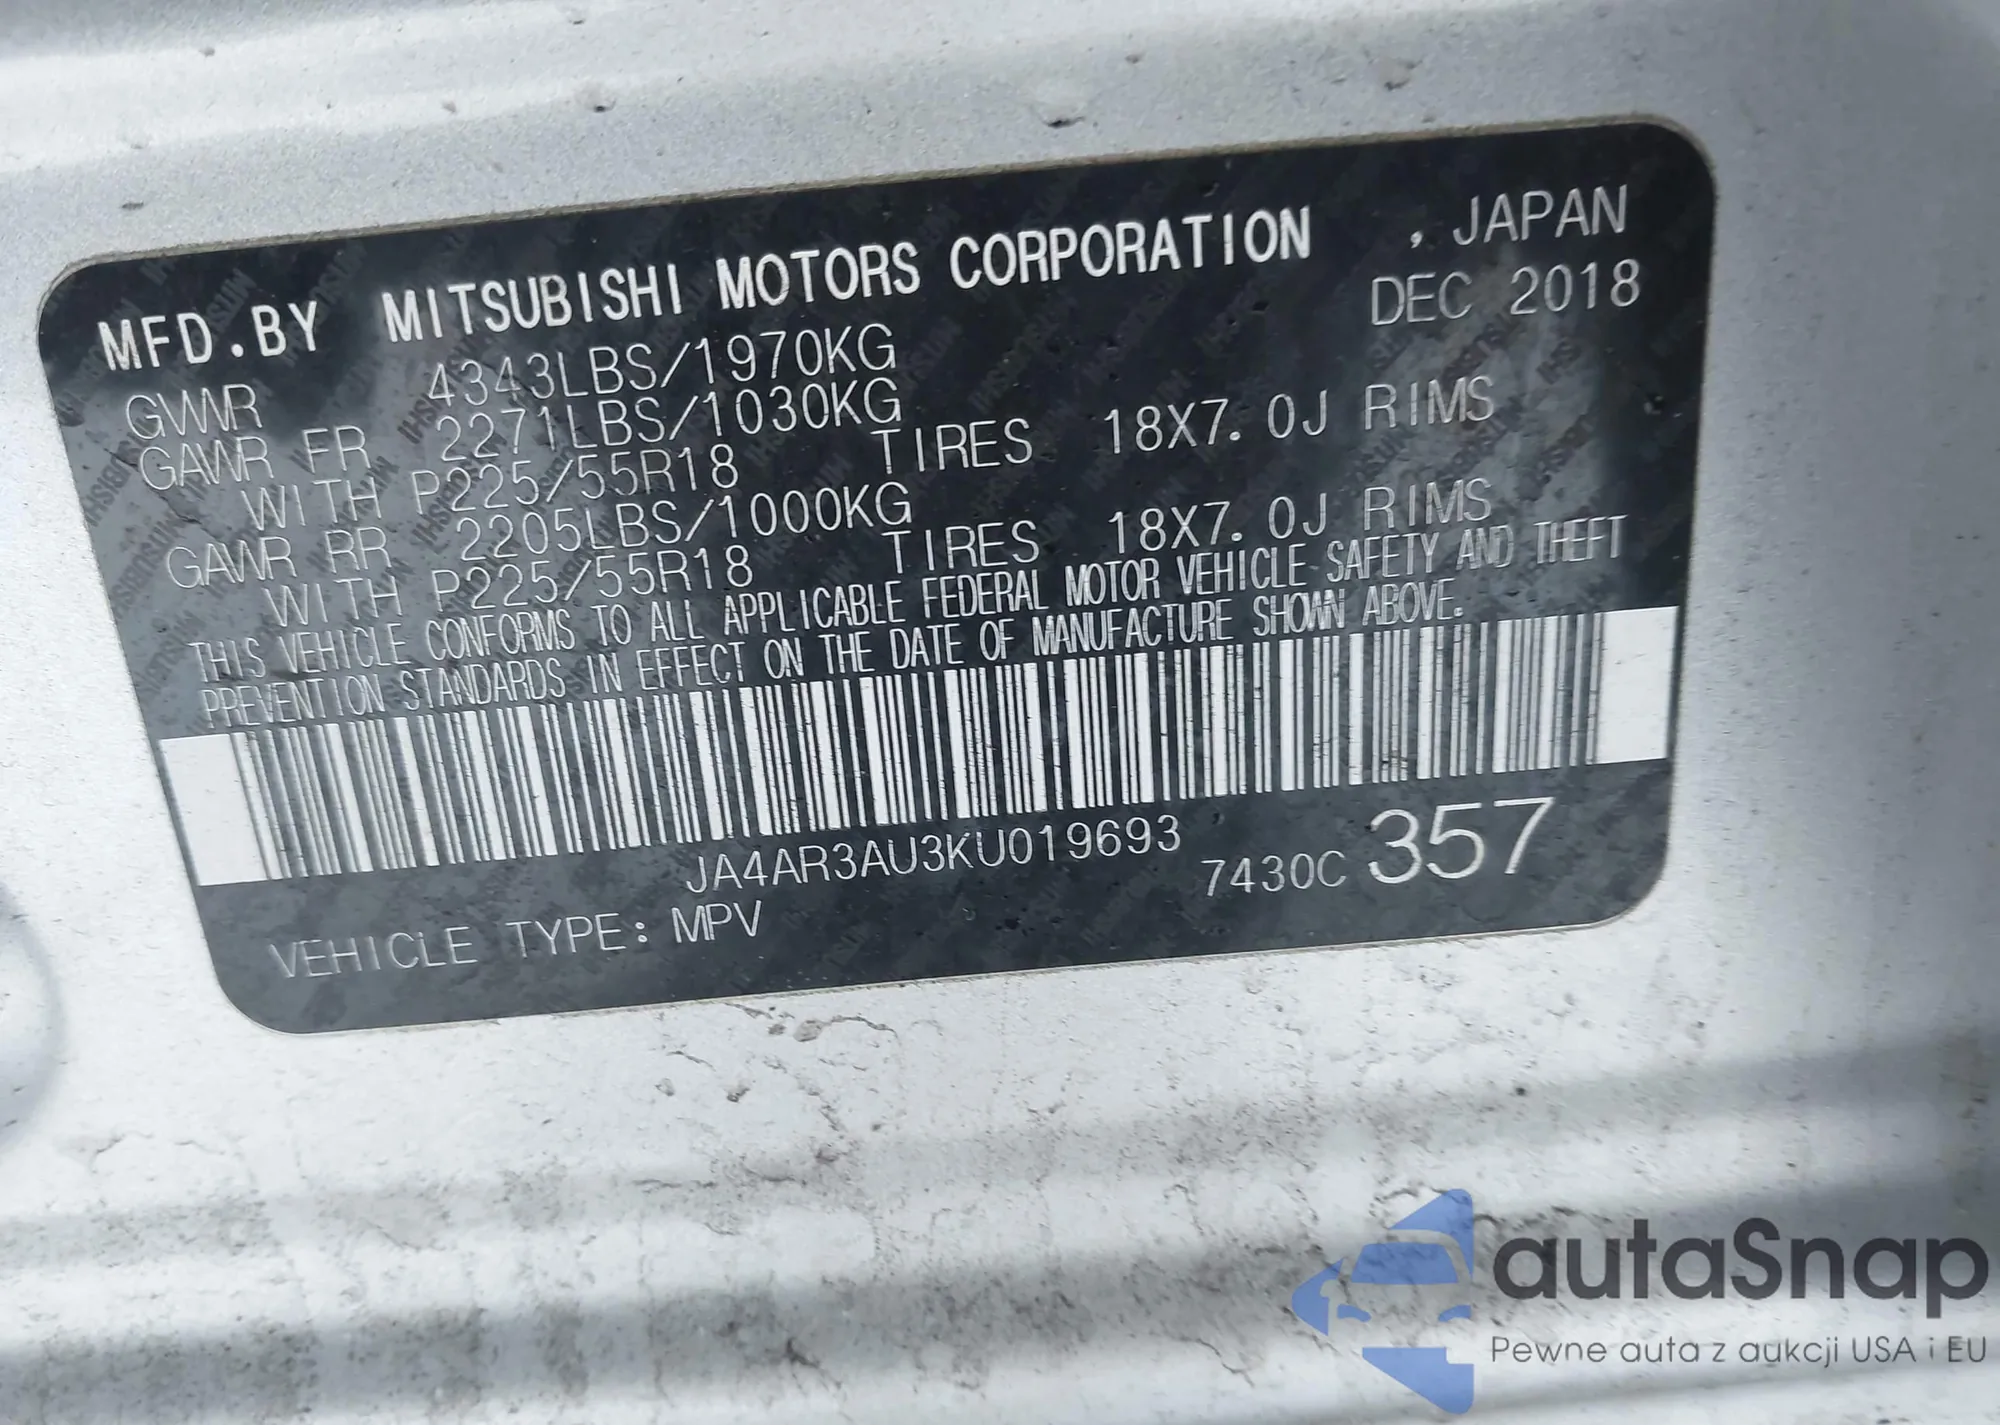 MFD.BY MITSUBISHI MOTORS CORPORATION , JAPAN
GVWR 4343LBS/1970KG DEC 2018
GAWR FR 2271LBS/1030KG
WITH P225/55R18 TIRES 18X7.0J RIMS
GAWR RR 2205LBS/1000KG
WITH P225/55R18 TIRES 18X7.0J RIMS
THIS VEHICLE CONFORMS TO ALL APPLICABLE FEDERAL MOTOR VEHICLE SAFETY AND THEFT
PREVENTION STANDARDS IN EFFECT ON THE DATE OF MANUFACTURE SHOWN ABOVE.
JA4AR3AU3KU019693
7430C 357
VEHICLE TYPE: MPV
autaSnap
Pewne auta z aukcji USA i EU